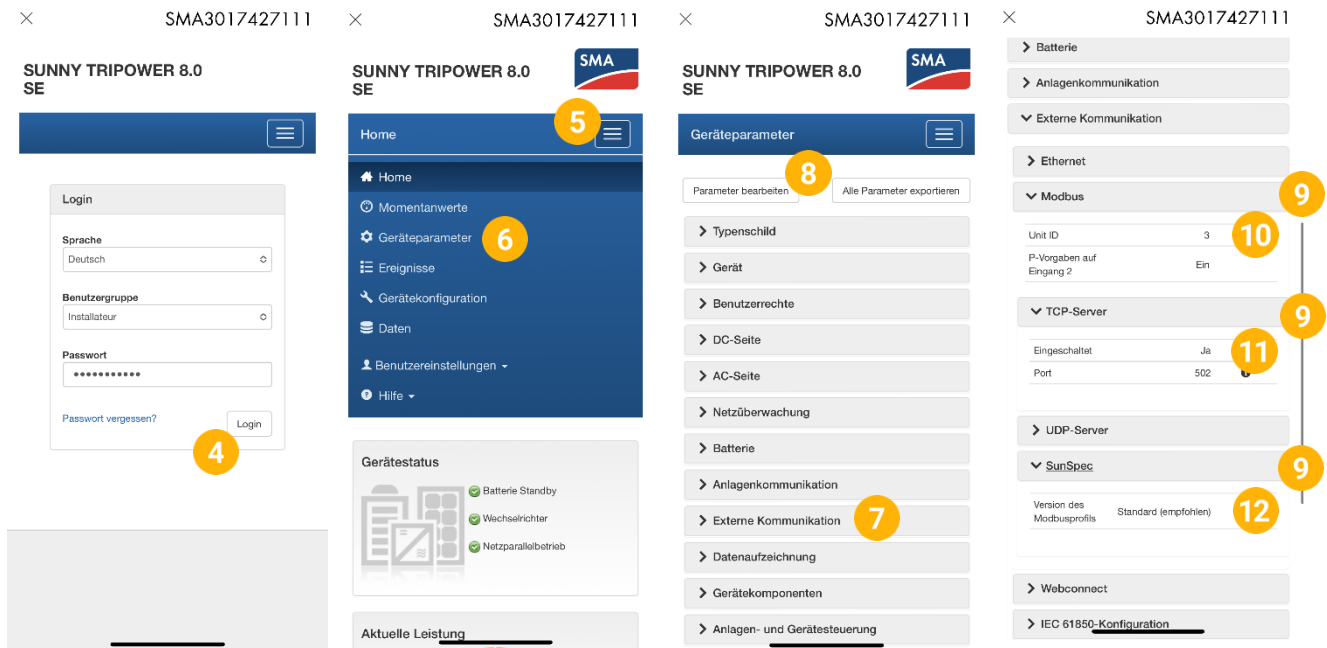 SMA3017427111
SUNNY TRIPOWER 8.0
SE
Login
Sprache
Deutsch
Benutzergruppe
Installateur
Passwort
•••••••••••
Passwort vergessen?
Login
4
SMA3017427111
SUNNY TRIPOWER 8.0
SE
SMA
5
Home
Home
Momentanwerte
Geräteparameter
6
Ereignisse
Gerätekonfiguration
Daten
Benutzereinstellungen
Hilfe
Gerätestatus
Batterie Standby
Wechselrichter
Netzparallelbetrieb
Aktuelle Leistung
SMA3017427111
SUNNY TRIPOWER 8.0
SE
SMA
Geräteparameter
8
Parameter bearbeiten
Alle Parameter exportieren
Typenschild
Gerät
Benutzerrechte
DC-Seite
AC-Seite
Netzüberwachung
Batterie
Anlagenkommunikation
Externe Kommunikation
7
Datenaufzeichnung
Gerätekomponenten
Anlagen- und Gerätesteuerung
SMA3017427111
Batterie
Anlagenkommunikation
Externe Kommunikation
Ethernet
Modbus
9
Unit ID 3
10
P-Vorgaben auf
Eingang 2
Ein
TCP-Server
9
Eingeschaltet Ja
11
Port 502
UDP-Server
SunSpec
9
Version des
Modbusprofils
Standard (empfohlen)
12
Webconnect
IEC 61850-Konfiguration